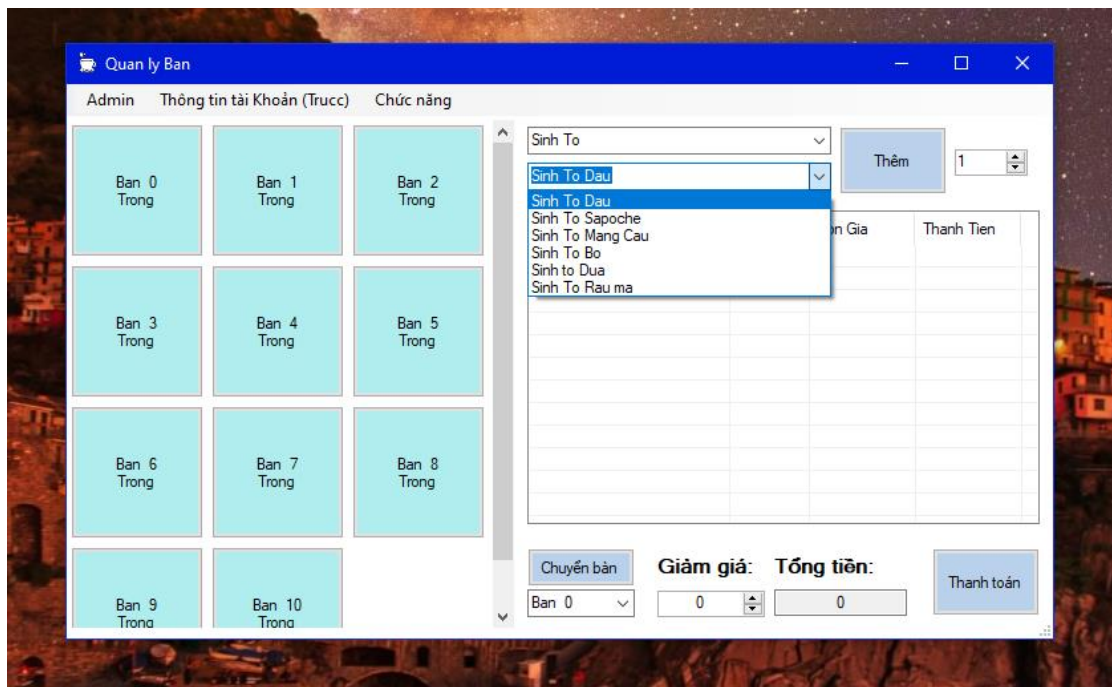 Quan ly Ban
Admin Thông tin tài Khoản (Trucc) Chức năng
Ban 0
Trong
Ban 1
Trong
Ban 2
Trong
Ban 3
Trong
Ban 4
Trong
Ban 5
Trong
Ban 6
Trong
Ban 7
Trong
Ban 8
Trong
Ban 9
Trong
Ban 10
Trong
Sinh To
Sinh To Dau
Thêm
1
Sinh To Dau
Sinh To Sapoche
Sinh To Mang Cau
Sinh To Bo
Sinh to Dua
Sinh To Rau ma
Gia
Thanh Tien
Chuyển bàn
Giảm giá:
Tổng tiền:
Thanh toán
Ban 0
0
0